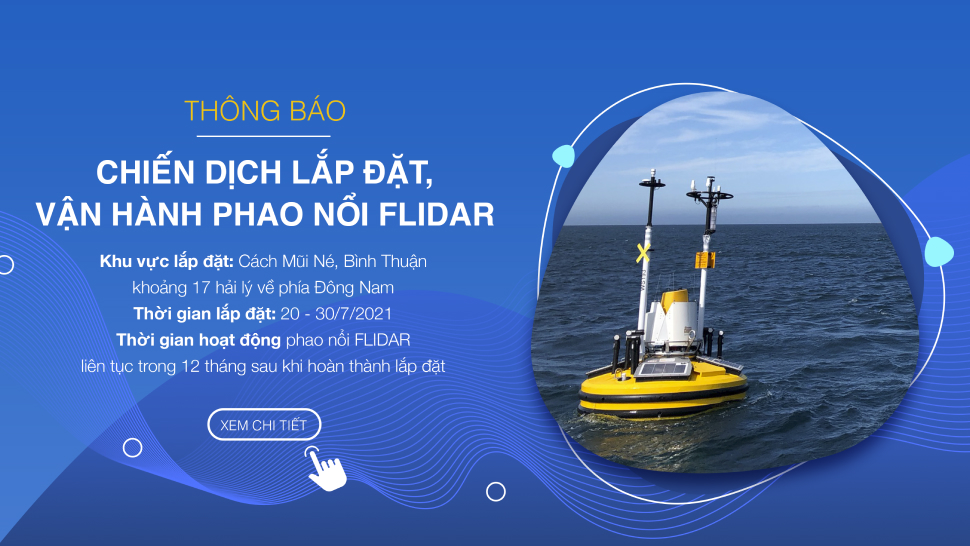 THÔNG BÁO
CHIẾN DỊCH LẮP ĐẶT,
VẬN HÀNH PHAO NỔI FLIDAR
Khu vực lắp đặt: Cách Mũi Né, Bình Thuận
khoảng 17 hải lý về phía Đông Nam
Thời gian lắp đặt: 20 - 30/7/2021
Thời gian hoạt động phao nổi FLIDAR
liên tục trong 12 tháng sau khi hoàn thành lắp đặt
XEM CHI TIẾT